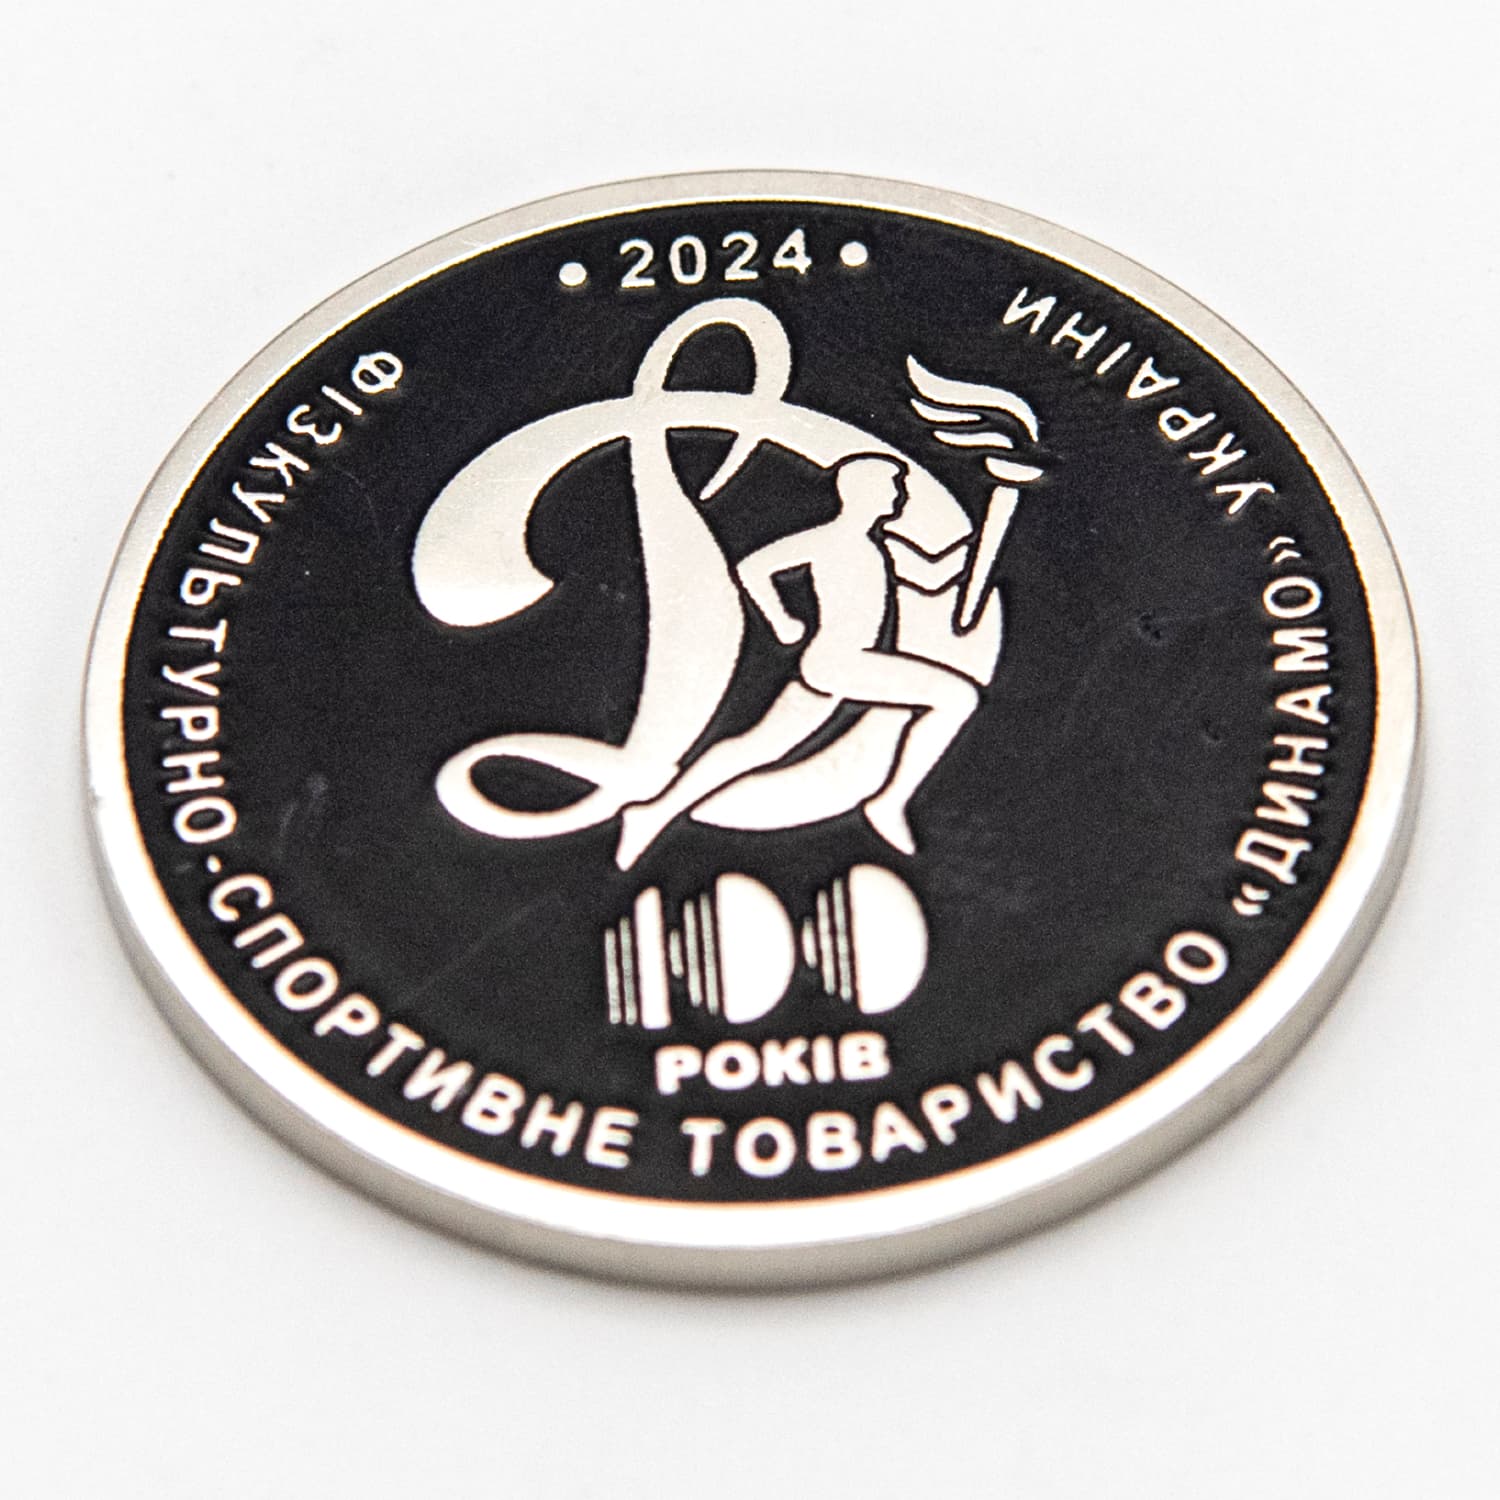 • 2024 •
ФІЗКУЛЬТУРНО-СПОРТИВНЕ ТОВАРИСТВО «ДИНАМО» УКРАЇНИ
100
РОКІВ